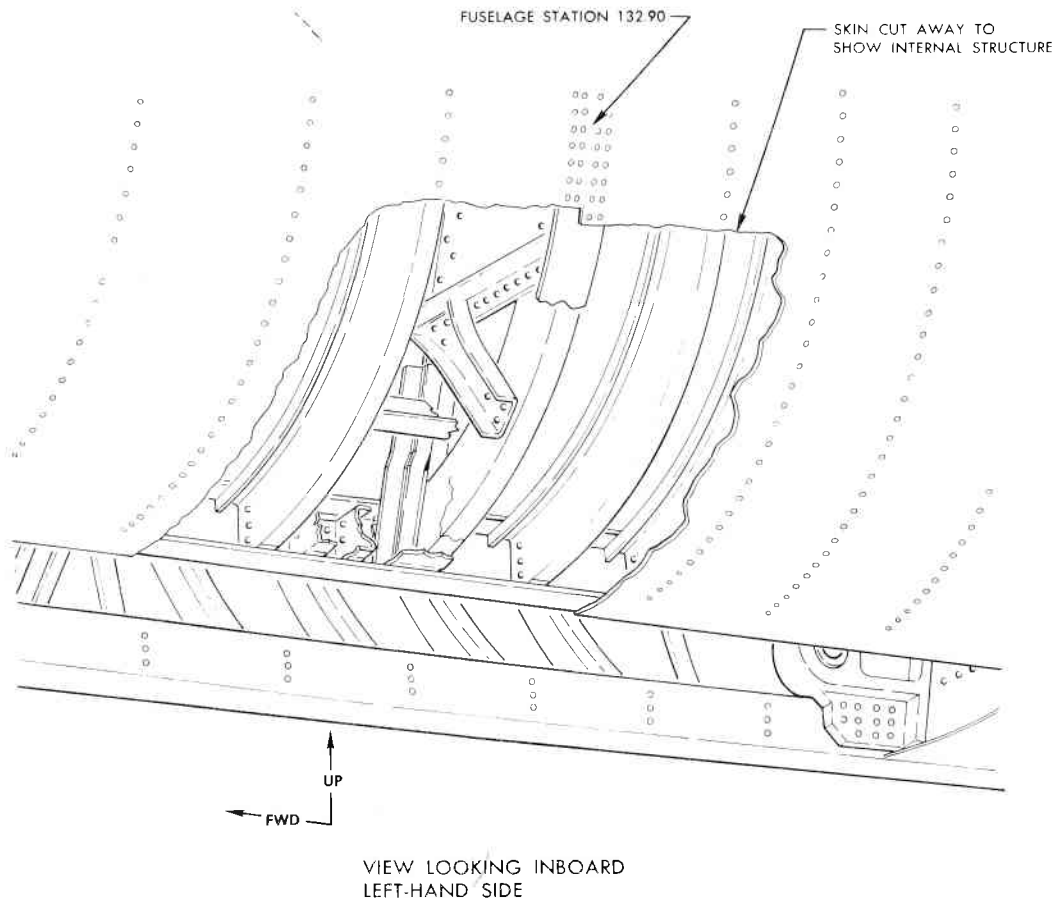 FUSELAGE STATION 132.90
SKIN CUT AWAY TO
SHOW INTERNAL STRUCTURE
UP
FWD
VIEW LOOKING INBOARD
LEFT-HAND SIDE